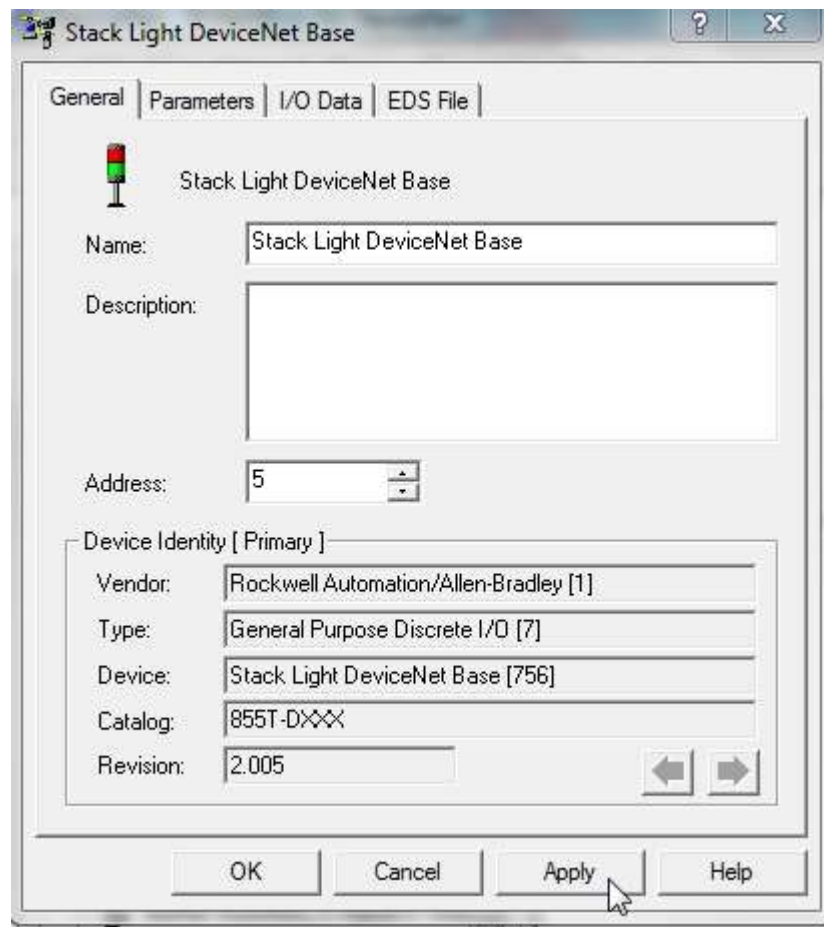 Stack Light DeviceNet Base
General Parameters I/O Data EDS File
Stack Light DeviceNet Base
Name: Stack Light DeviceNet Base
Description:
Address: 5
Device Identity [ Primary ]
Vendor: Rockwell Automation/Allen-Bradley [1]
Type: General Purpose Discrete I/O [7]
Device: Stack Light DeviceNet Base [756]
Catalog: 855T-DXXX
Revision: 2.005
OK Cancel Apply Help